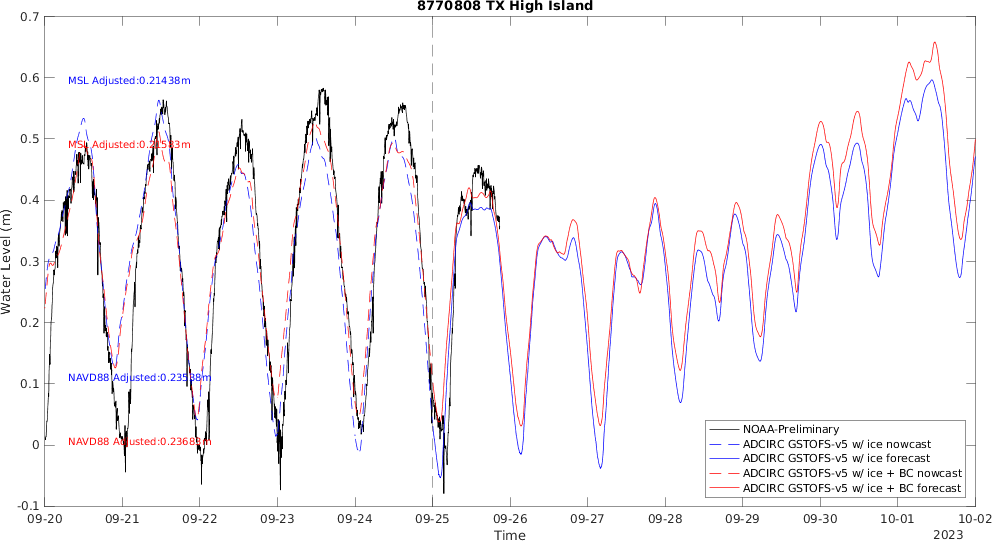 8770808 TX High Island
Water Level (m)
0.7
0.6
0.5
0.4
0.3
0.2
0.1
0
-0.1
MSL Adjusted:0.21438m
NAVD88 Adjusted:0.23538m
NOAA-Preliminary
ADCIRC GSTOFS-v5 w/ ice nowcast
ADCIRC GSTOFS-v5 w/ ice forecast
ADCIRC GSTOFS-v5 w/ ice + BC nowcast
ADCIRC GSTOFS-v5 w/ ice + BC forecast
09-20 09-21 09-22 09-23 09-24 09-25 09-26 09-27 09-28 09-29 09-30 10-01 10-02
Time
2023